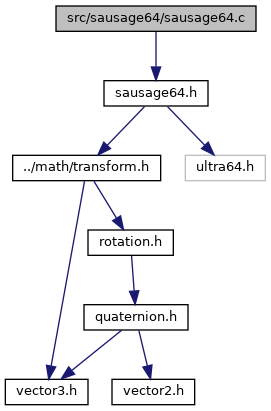 src/sausage64/sausage64.c
sausage64.h
../math/transform.h
ultra64.h
rotation.h
quaternion.h
vector3.h
vector2.h